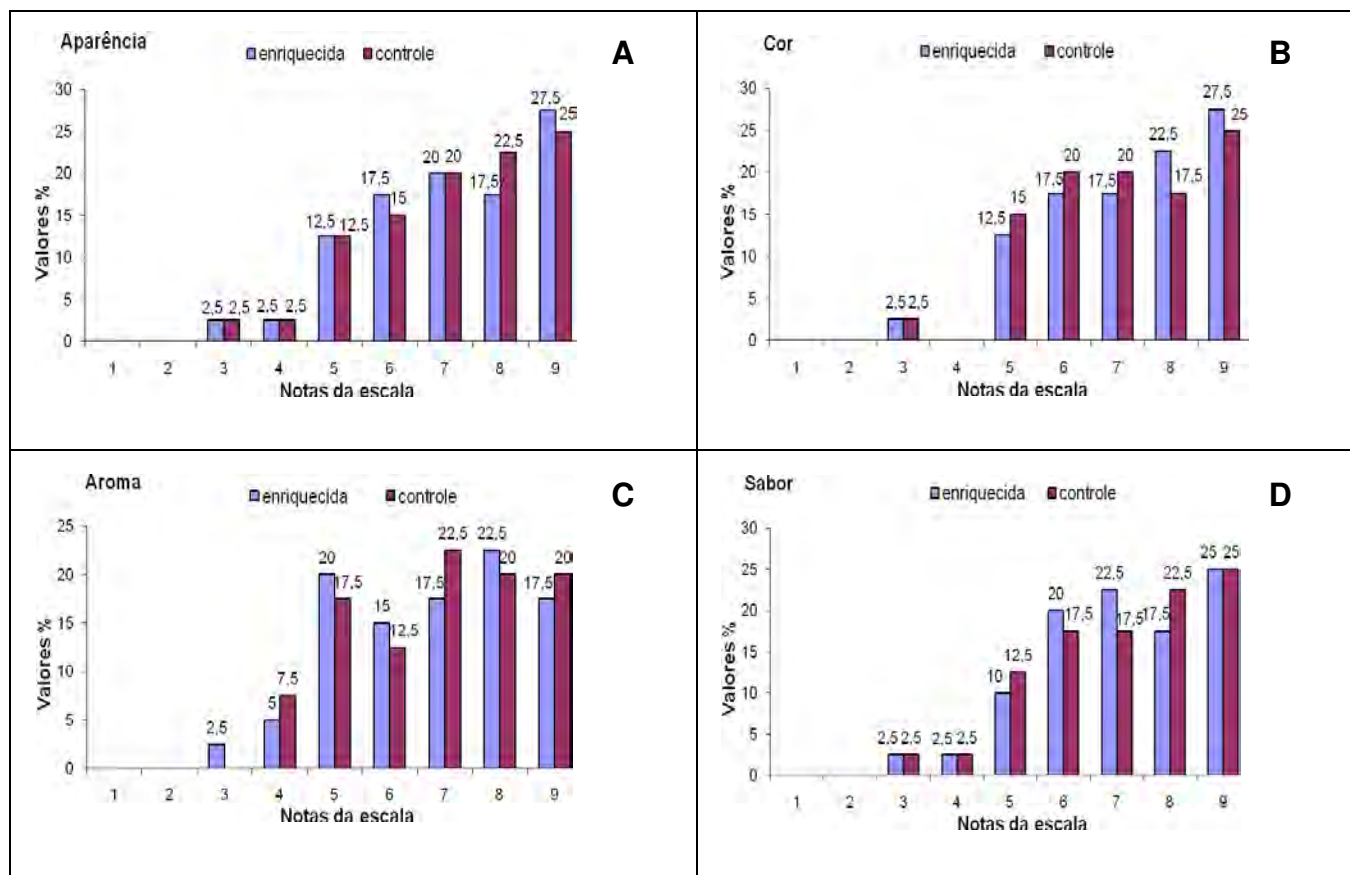 Aparência
enriquecida controle
A
Valores %
30
25
20
15
10
5
0
2,5 2,5 2,5 2,5 12,5 12,5 17,5 15 20 20 17,5 22,5 27,5 25
1 2 3 4 5 6 7 8 9
Notas da escala
Cor
enriquecida controle
B
Valores %
30
25
20
15
10
5
0
2,5 2,5 12,5 15 17,5 20 17,5 20 22,5 17,5 27,5 25
1 2 3 4 5 6 7 8 9
Notas da escala
Aroma
enriquecida controle
C
Valores %
25
20
15
10
5
0
2,5 5 7,5 20 17,5 15 12,5 17,5 22,5 22,5 20 17,5 20
1 2 3 4 5 6 7 8 9
Notas da escala
Sabor
enriquecida controle
D
Valores %
30
25
20
15
10
5
0
2,5 2,5 2,5 2,5 10 12,5 20 17,5 22,5 17,5 17,5 22,5 25 25
1 2 3 4 5 6 7 8 9
Notas da escala